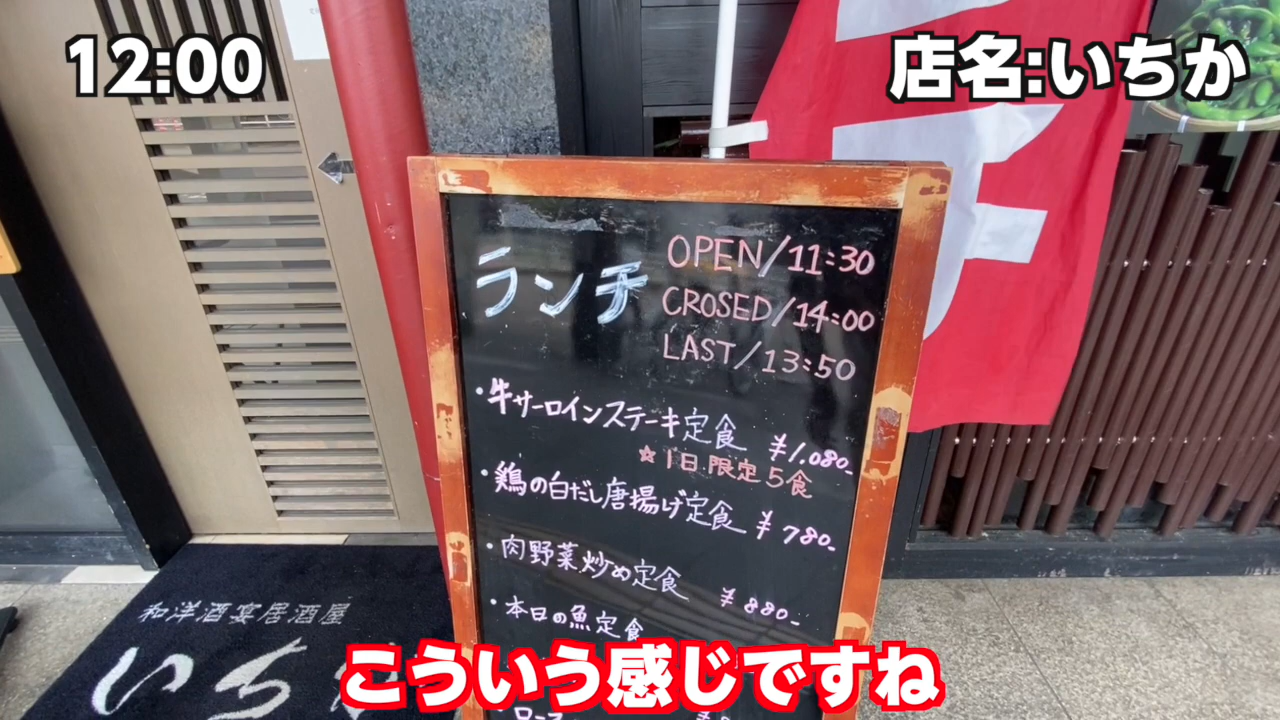 12:00
店名:いちか
ランチ
OPEN/11:30
CROSED/14:00
LAST/13:50
・牛サーロインステーキ定食 ¥1.080-
☆1日限定5食
・鶏の白だし唐揚げ定食 ¥780-
・肉野菜炒め定食 ¥880-
・本日の魚定食
和洋酒宴居酒屋
いち
こういう感じですね